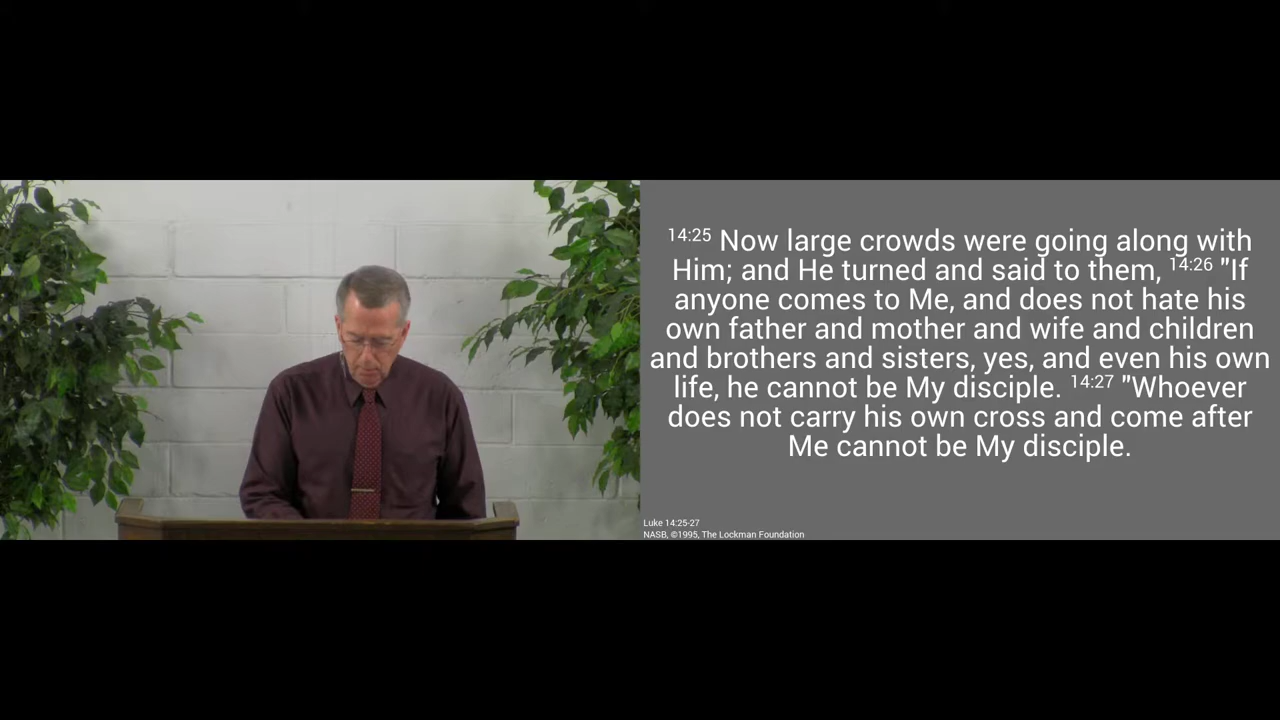 14:25 Now large crowds were going along with
Him; and He turned and said to them, 14:26 "If
anyone comes to Me, and does not hate his
own father and mother and wife and children
and brothers and sisters, yes, and even his own
life, he cannot be My disciple. 14:27 "Whoever
does not carry his own cross and come after
Me cannot be My disciple.
Luke 14:25-27
NASB, ©1995, The Lockman Foundation